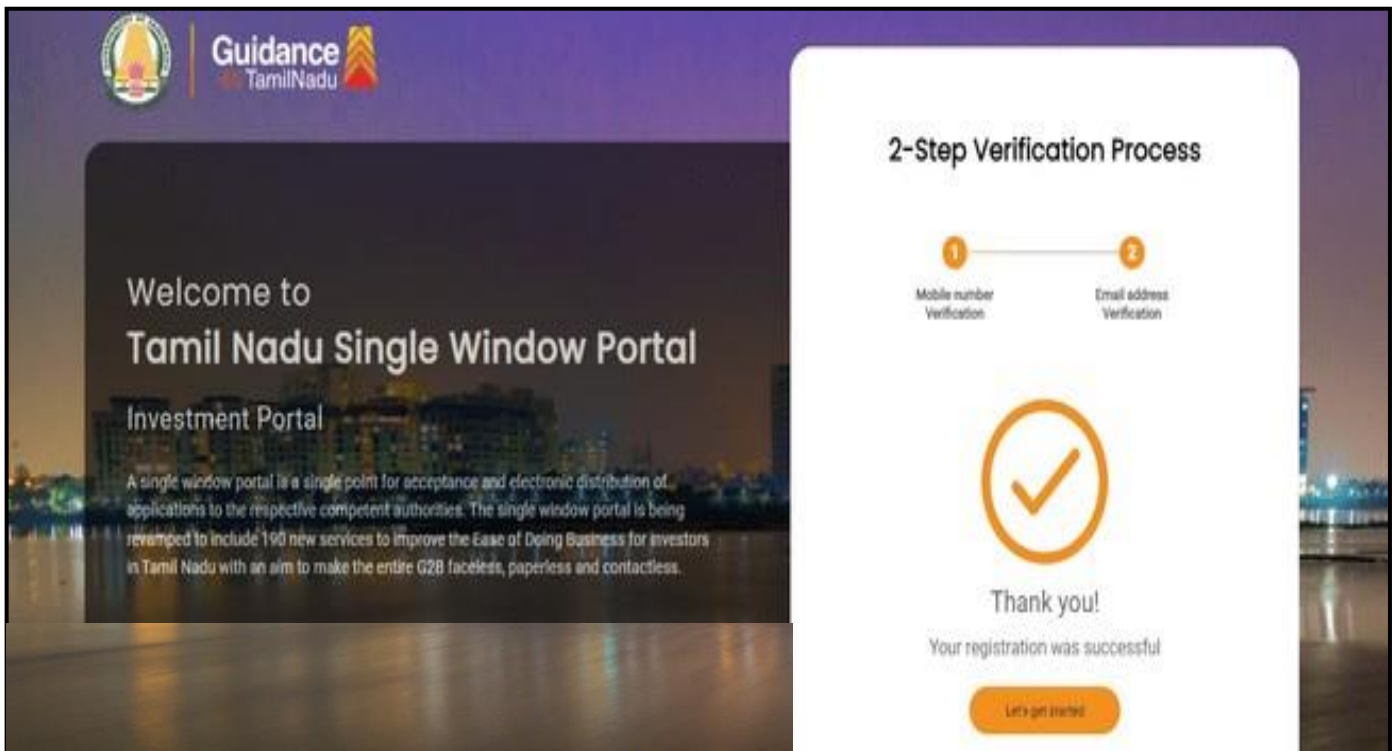 Guidance
TamilNadu
Welcome to
Tamil Nadu Single Window Portal
Investment Portal
A single window portal is a single point for acceptance and electronic distribution of
applications to the respective competent authorities. The single window portal is being
revamped to include 190 new services to improve the Ease of Doing Business for investors
in Tamil Nadu with an aim to make the entire G2B faceless, paperless and contactless.
2-Step Verification Process
1
2
Mobile number
Verification
Email address
Verification
Thank you!
Your registration was successful
Let's get started